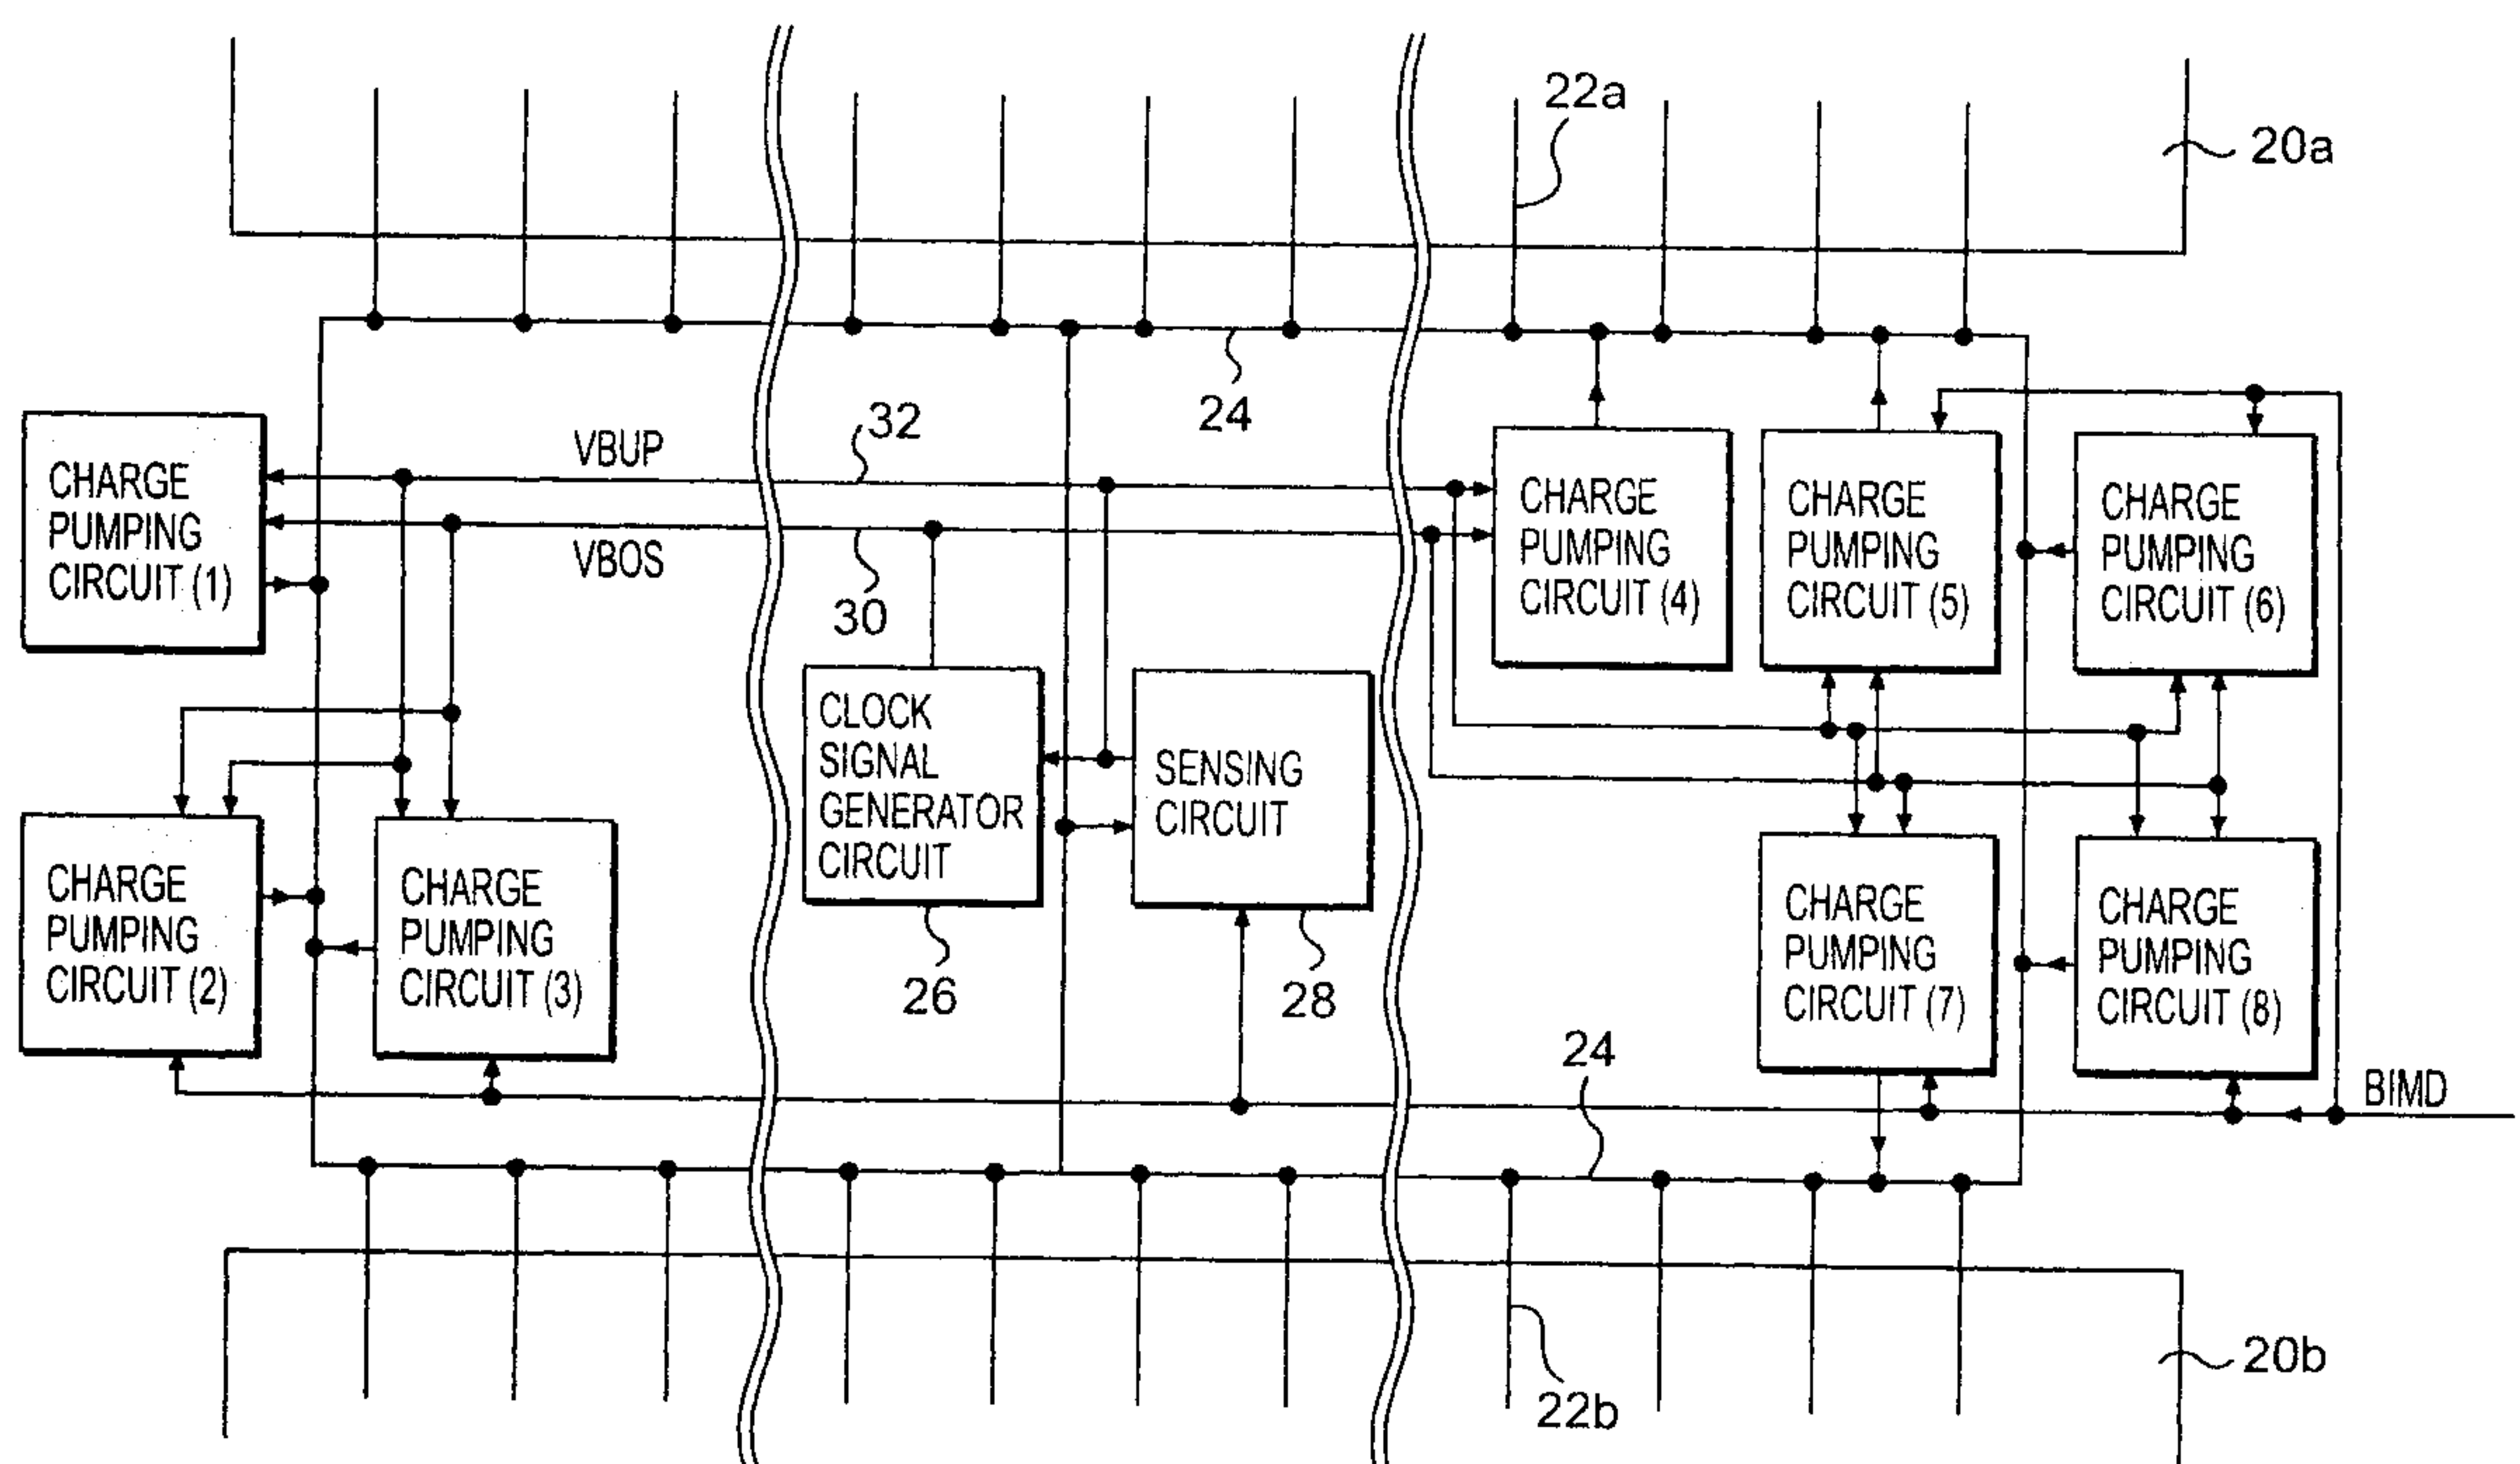 22a
20a
24
VBUP
32
VBOS
30
CHARGE
PUMPING
CIRCUIT (1)
CHARGE
PUMPING
CIRCUIT (4)
CHARGE
PUMPING
CIRCUIT (5)
CHARGE
PUMPING
CIRCUIT (6)
CLOCK
SIGNAL
GENERATOR
CIRCUIT
SENSING
CIRCUIT
CHARGE
PUMPING
CIRCUIT (2)
CHARGE
PUMPING
CIRCUIT (3)
26
28
CHARGE
PUMPING
CIRCUIT (7)
CHARGE
PUMPING
CIRCUIT (8)
24
BIMD
22b
20b